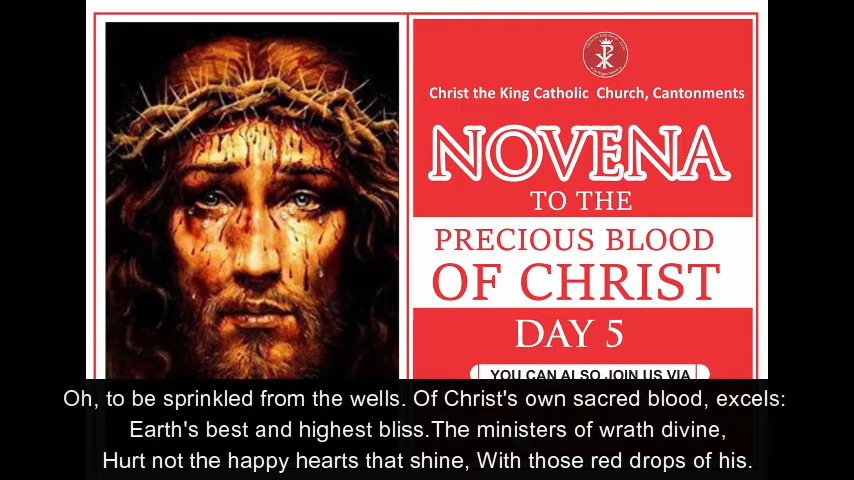 Christ the King Catholic Church, Cantonments
NOVENA
TO THE
PRECIOUS BLOOD
OF CHRIST
DAY 5
YOU CAN ALSO JOIN US VIA
Oh, to be sprinkled from the wells. Of Christ's own sacred blood, excels:
Earth's best and highest bliss.The ministers of wrath divine,
Hurt not the happy hearts that shine, With those red drops of his.